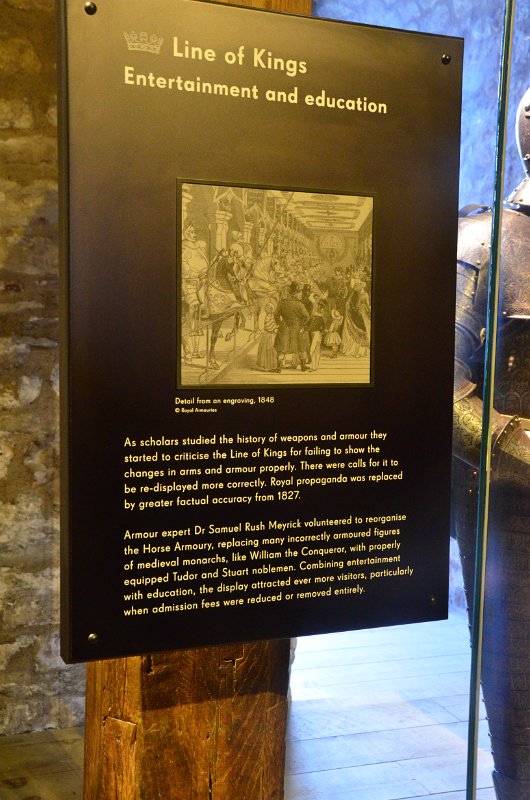 Line of Kings
Entertainment and education
Detail from an engraving, 1848
© Royal Armouries
As scholars studied the history of weapons and armour they
started to criticise the Line of Kings for failing to show the
changes in arms and armour properly. There were calls for it to
be re-displayed more correctly. Royal propaganda was replaced
by greater factual accuracy from 1827.
Armour expert Dr Samuel Rush Meyrick volunteered to reorganise
the Horse Armoury, replacing many incorrectly armoured figures
of medieval monarchs, like William the Conqueror, with properly
equipped Tudor and Stuart noblemen. Combining entertainment
with education, the display attracted ever more visitors, particularly
when admission fees were reduced or removed entirely.